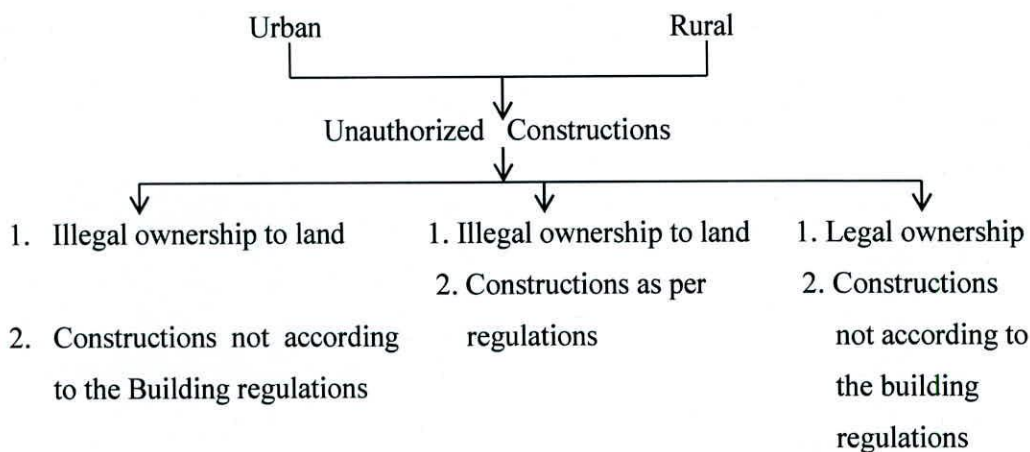 Urban
Rural
Unauthorized Constructions
1. Illegal ownership to land
2. Constructions not according
to the Building regulations
1. Illegal ownership to land
2. Constructions as per
regulations
1. Legal ownership
2. Constructions
not according to
the building
regulations